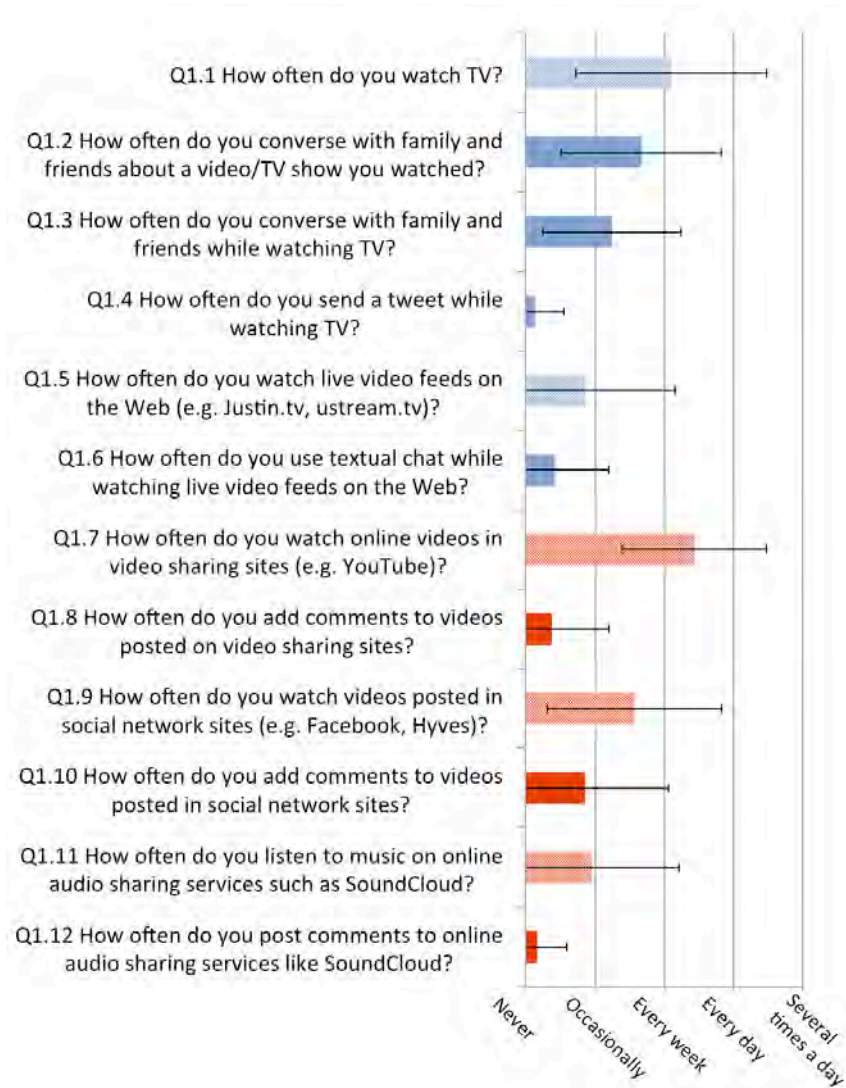 Q1.1 How often do you watch TV?
Q1.2 How often do you converse with family and
friends about a video/TV show you watched?
Q1.3 How often do you converse with family and
friends while watching TV?
Q1.4 How often do you send a tweet while
watching TV?
Q1.5 How often do you watch live video feeds on
the Web (e.g. Justin.tv, ustream.tv)?
Q1.6 How often do you use textual chat while
watching live video feeds on the Web?
Q1.7 How often do you watch online videos in
video sharing sites (e.g. YouTube)?
Q1.8 How often do you add comments to videos
posted on video sharing sites?
Q1.9 How often do you watch videos posted in
social network sites (e.g. Facebook, Hyves)?
Q1.10 How often do you add comments to videos
posted in social network sites?
Q1.11 How often do you listen to music on online
audio sharing services such as SoundCloud?
Q1.12 How often do you post comments to online
audio sharing services like SoundCloud?
Never
Occasionally
Every week
Every day
Several
times a day